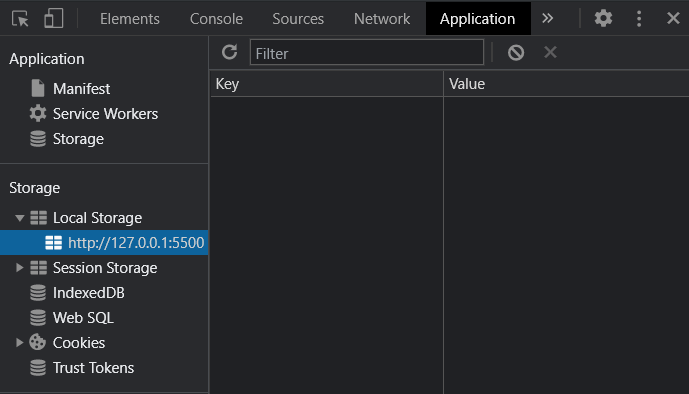 Elements Console Sources Network Application
Application
Manifest
Service Workers
Storage
Storage
Local Storage
http://127.0.0.1:5500
Session Storage
IndexedDB
Web SQL
Cookies
Trust Tokens
Filter
Key Value